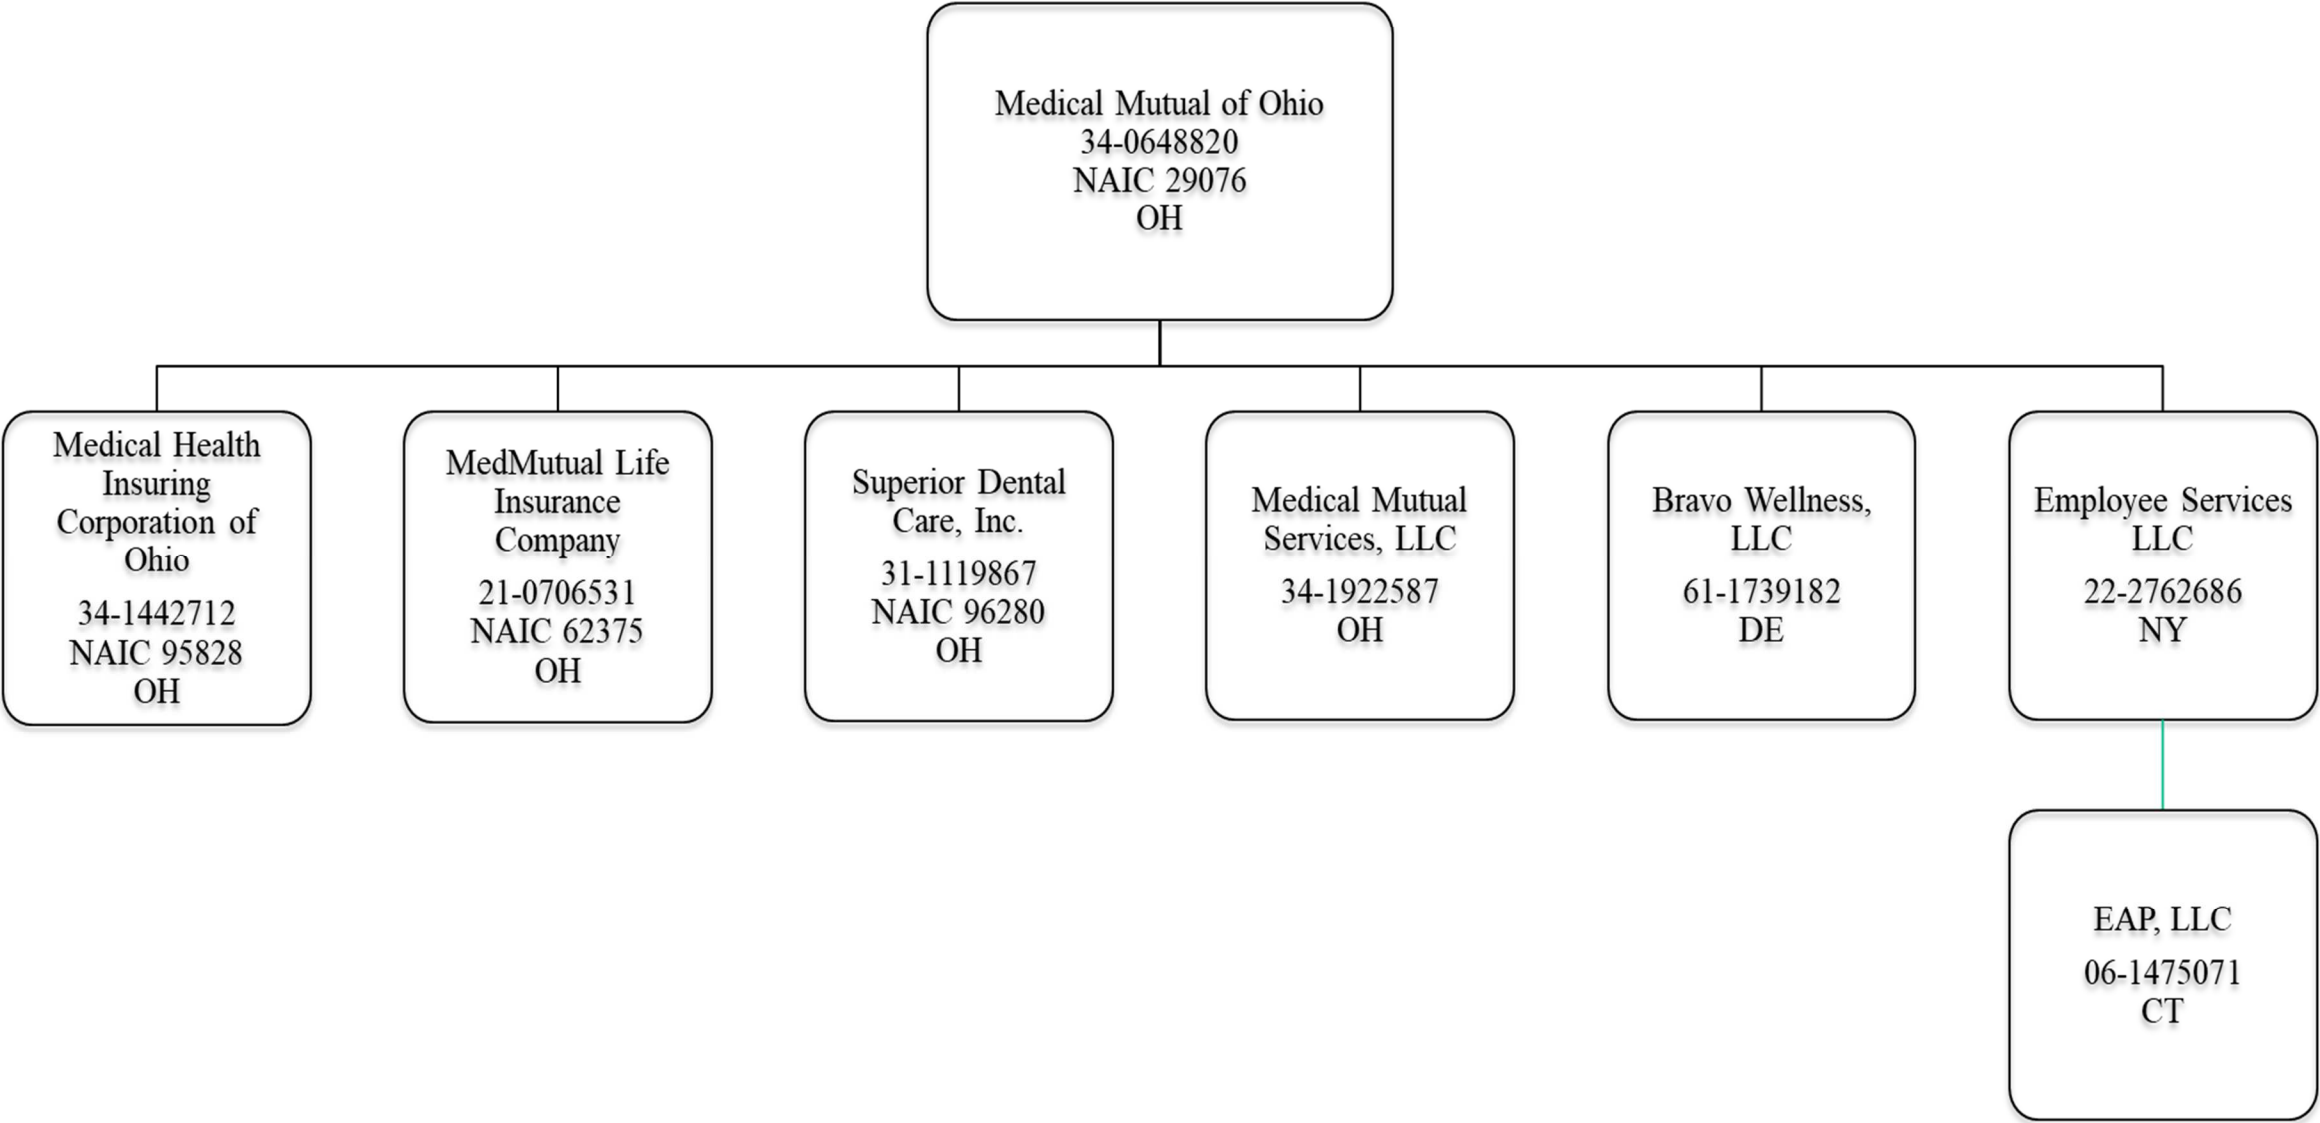 Medical Mutual of Ohio
34-0648820
NAIC 29076
OH
Medical Health
Insuring
Corporation of
Ohio
34-1442712
NAIC 95828
OH
MedMutual Life
Insurance
Company
21-0706531
NAIC 62375
OH
Superior Dental
Care, Inc.
31-1119867
NAIC 96280
OH
Medical Mutual
Services, LLC
34-1922587
OH
Bravo Wellness,
LLC
61-1739182
DE
Employee Services
LLC
22-2762686
NY
EAP, LLC
06-1475071
CT